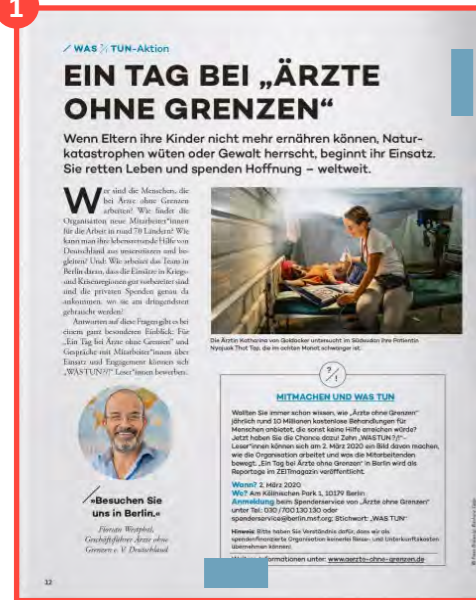 1
/ WAS ?/! TUN-Aktion
EIN TAG BEI „ÄRZTE
OHNE GRENZEN“
Wenn Eltern ihre Kinder nicht mehr ernähren können, Natur-
katastrophen wüten oder Gewalt herrscht, beginnt ihr Einsatz.
Sie retten Leben und spenden Hoffnung – weltweit.
Wer sind die Menschen, die
bei Ärzte ohne Grenzen
arbeiten? Wie findet die
Organisation neue Mitarbeiter*innen
für die Arbeit in rund 70 Ländern? Wie
kann man ihre lebensrettende Hilfe von
Deutschland aus unterstützen und be-
gleiten? Und: Wie arbeitet das Team in
Berlin daran, dass die Einsätze in Kriegs-
und Krisenregionen gut vorbereitet sind
und die privaten Spenden genau da
ankommen, wo sie am dringendsten
gebraucht werden?
Antworten auf diese Fragen gibt es bei
einem ganz besonderen Einblick: Für
„Ein Tag bei Ärzte ohne Grenzen“ und
Gespräche mit Mitarbeiter*innen über
Einsatz und Engagement können sich
„WAS TUN?/!“ Leser*innen bewerben.
Die Ärztin Katharina von Goldacker untersucht im Südsudan ihre Patientin
Nyajuok Thot Tap, die im achten Monat schwanger ist.
/»Besuchen Sie
uns in Berlin.«
Florian Westphal,
Geschäftsführer Ärzte ohne
Grenzen e. V. Deutschland
?/!
MITMACHEN UND WAS TUN
Wollten Sie immer schon wissen, wie „Ärzte ohne Grenzen“
jährlich rund 10 Millionen kostenlose Behandlungen für
Menschen anbietet, die sonst keine Hilfe erreichen würde?
Jetzt haben Sie die Chance dazu! Zehn „WAS TUN?/!“-
Leser*innen können sich am 2. März 2020 ein Bild davon machen,
wie die Organisation arbeitet und was die Mitarbeitenden
bewegt. „Ein Tag bei Ärzte ohne Grenzen“ in Berlin wird als
Reportage im ZEITmagazin veröffentlicht.
Wann? 2. März 2020
Wo? Am Köllnischen Park 1, 10179 Berlin
Anmeldung beim Spenderservice von „Ärzte ohne Grenzen“
unter Tel: 030 / 700 130 130 oder
spenderservice@berlin.msf.org; Stichwort: „WAS TUN“
Hinweis: Bitte haben Sie Verständnis dafür, dass wir als
spendenfinanzierte Organisation keinerlei Reise- und Unterkunftskosten
übernehmen können!
Informationen unter: www.aerzte-ohne-grenzen.de
12